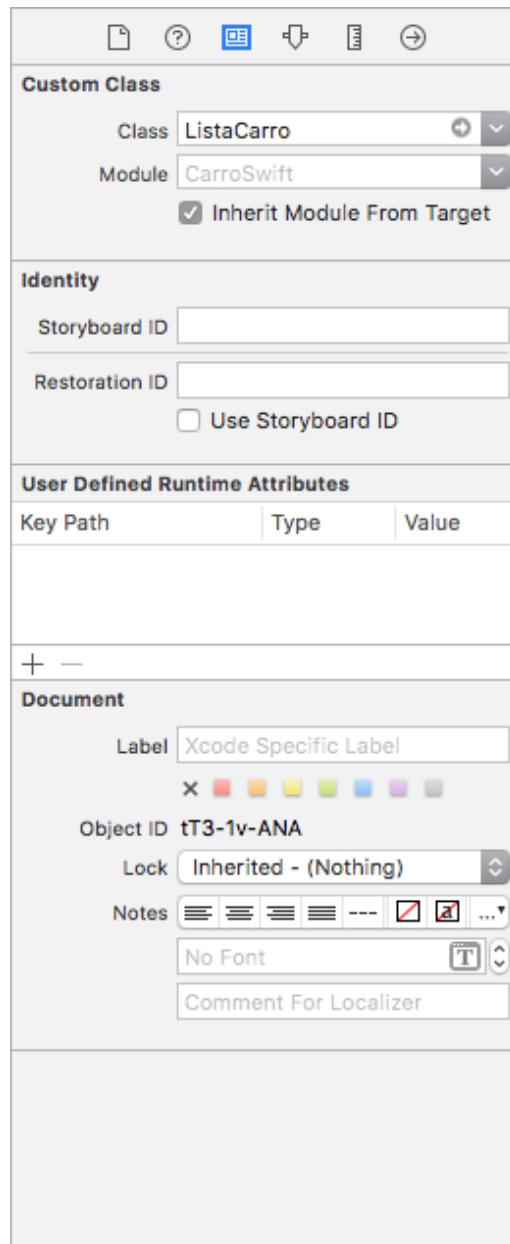 Custom Class
Class ListaCarro
Module CarroSwift
Inherit Module From Target
Identity
Storyboard ID
Restoration ID
Use Storyboard ID
User Defined Runtime Attributes
Key Path Type Value
Document
Label Xcode Specific Label
Object ID tT3-1v-ANA
Lock Inherited - (Nothing)
Notes --- a ...
No Font T
Comment For Localizer